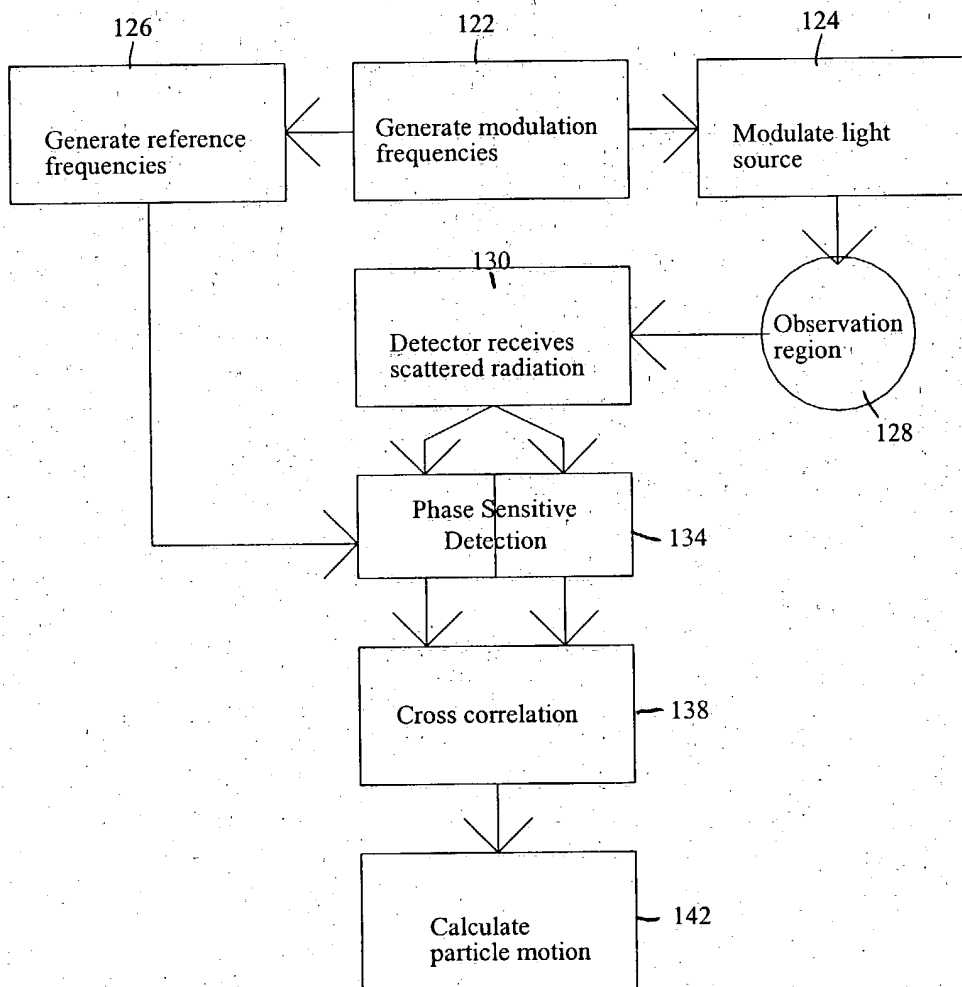 126
122
124
Generate reference
frequencies
Generate modulation
frequencies
Modulate light
source
130
Detector receives
scattered radiation
Observation
region
128
Phase Sensitive
Detection
134
Cross correlation
138
Calculate
particle motion
142